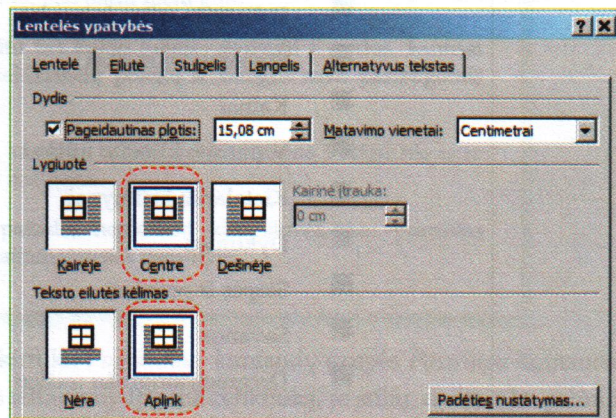 Lentelės ypatybės
Lentelė Eilutė Stulpelis Langelis Alternatyvus tekstas
Dydis
Pageidautinas plotis: 15,08 cm Matavimo vienetai: Centimetrai
Lygiuotė
Kairinė įtrauka:
0 cm
Kairėje Centre Dešinėje
Teksto eilutės kėlimas
Nėra Aplink Padėties nustatymas...